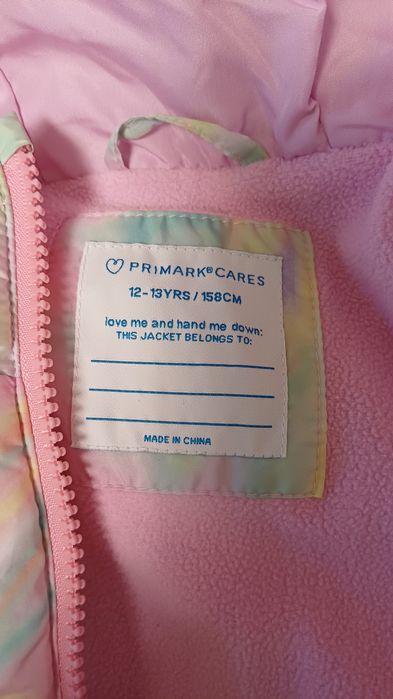 PRIMARK® CARES
12-13YRS / 158CM
love me and hand me down:
THIS JACKET BELONGS TO:
MADE IN CHINA